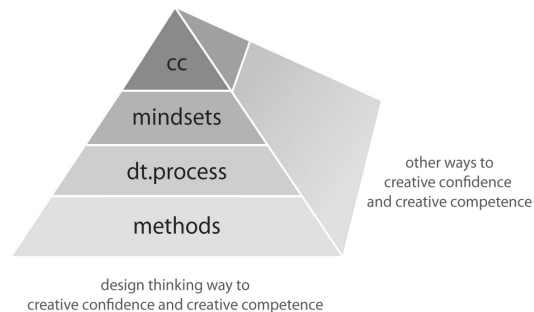 cc
mindsets
dt.process
methods
other ways to
creative confidence
and creative competence
design thinking way to
creative confidence and creative competence